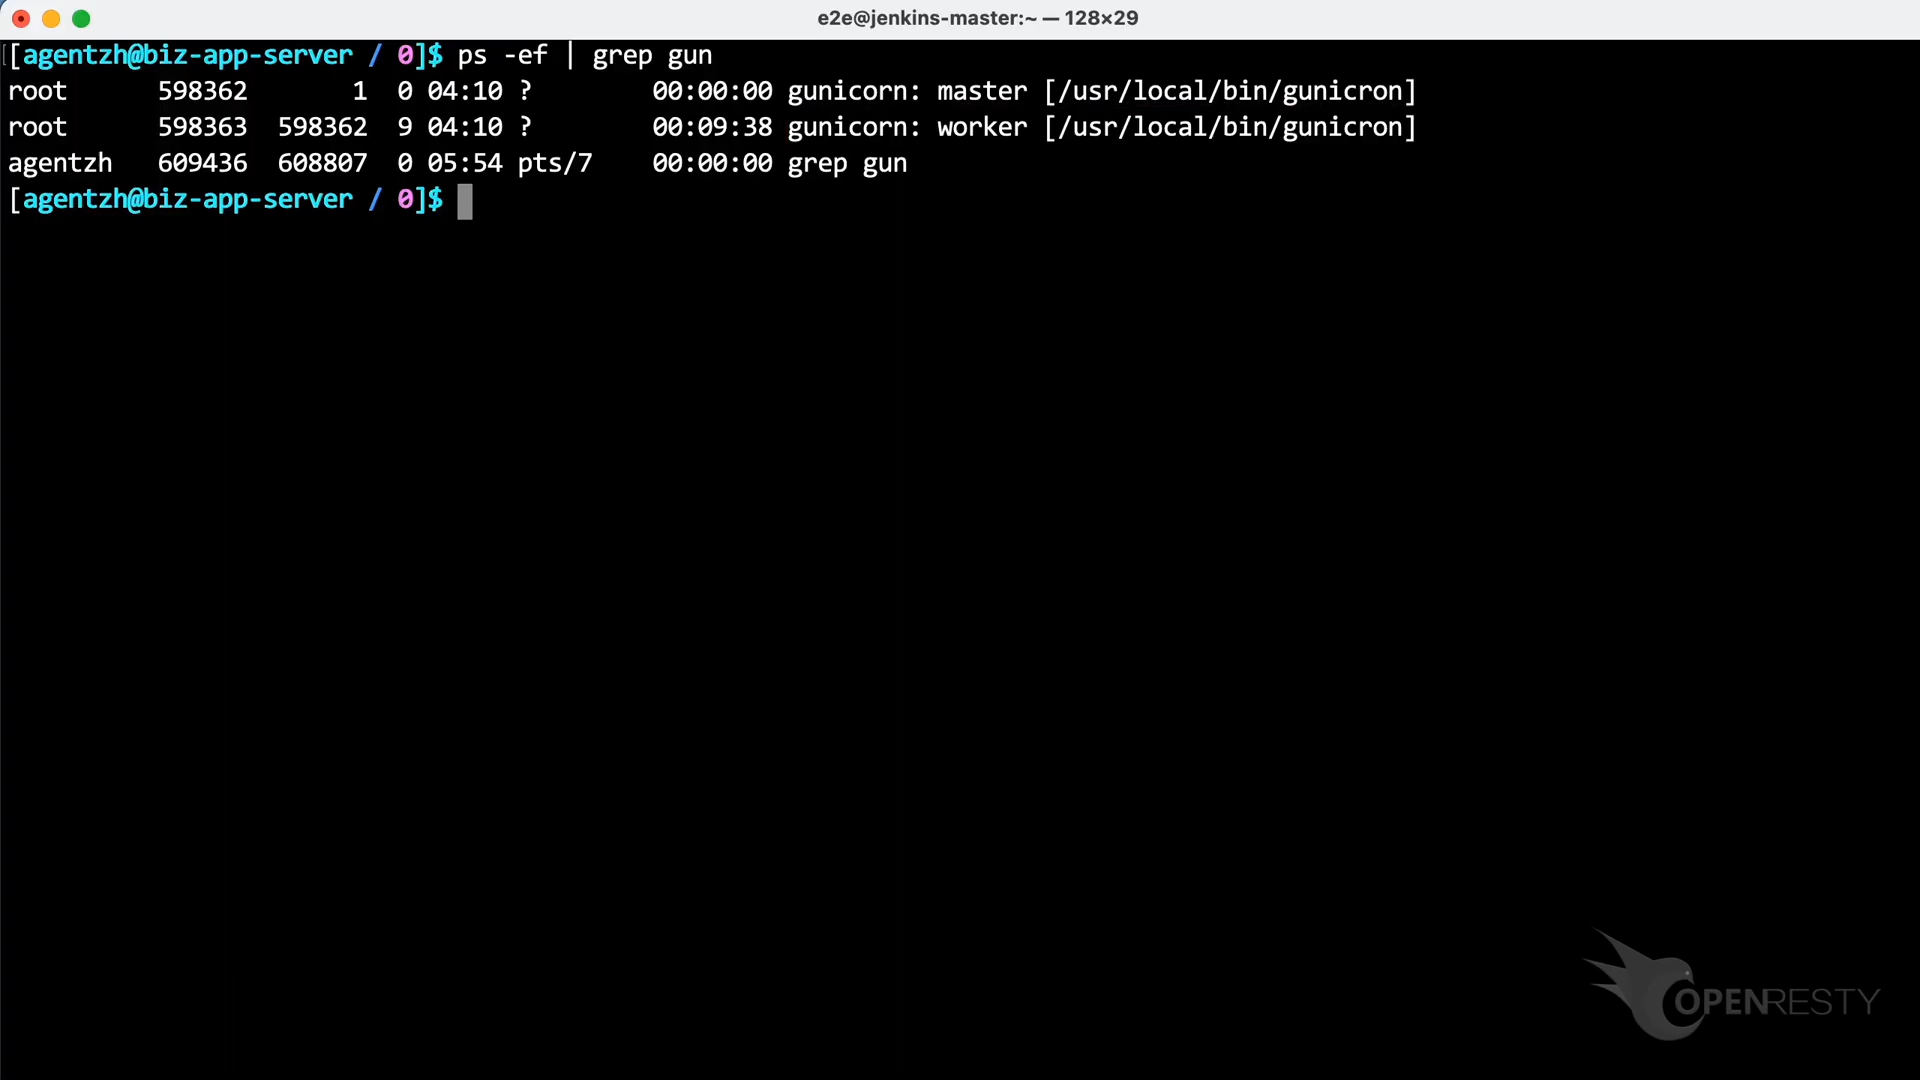 e2e@jenkins-master:~ — 128×29
[agentzh@biz-app-server / 0]$ ps -ef | grep gun
root      598362       1  0 04:10 ?        00:00:00 gunicorn: master [/usr/local/bin/gunicron]
root      598363  598362  9 04:10 ?        00:09:38 gunicorn: worker [/usr/local/bin/gunicron]
agentzh   609436  608807  0 05:54 pts/7    00:00:00 grep gun
[agentzh@biz-app-server / 0]$
OPENRESTY